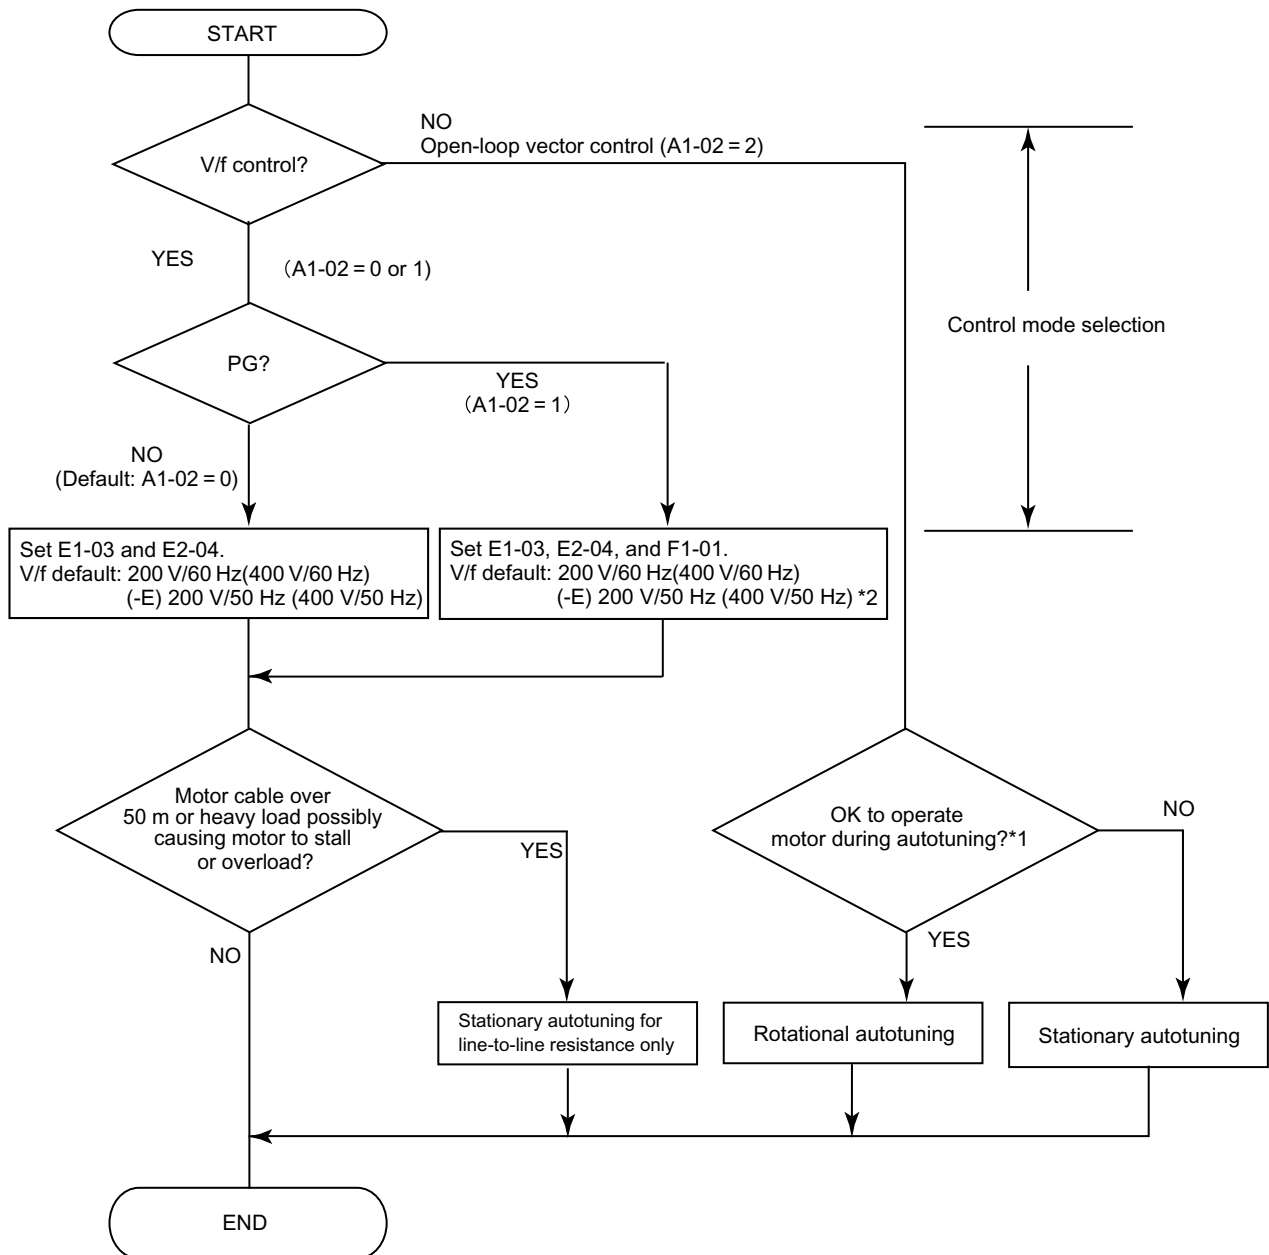 START
NO
Open-loop vector control (A1-02 = 2)
V/f control?
YES
(A1-02 = 0 or 1)
Control mode selection
PG?
YES
(A1-02 = 1)
NO
(Default: A1-02 = 0)
Set E1-03 and E2-04.
V/f default: 200 V/60 Hz(400 V/60 Hz)
(-E) 200 V/50 Hz (400 V/50 Hz)
Set E1-03, E2-04, and F1-01.
V/f default: 200 V/60 Hz(400 V/60 Hz)
(-E) 200 V/50 Hz (400 V/50 Hz) *2
Motor cable over
50 m or heavy load possibly
causing motor to stall
or overload?
YES
NO
OK to operate
motor during autotuning?*1
NO
YES
Stationary autotuning for
line-to-line resistance only
Rotational autotuning
Stationary autotuning
END